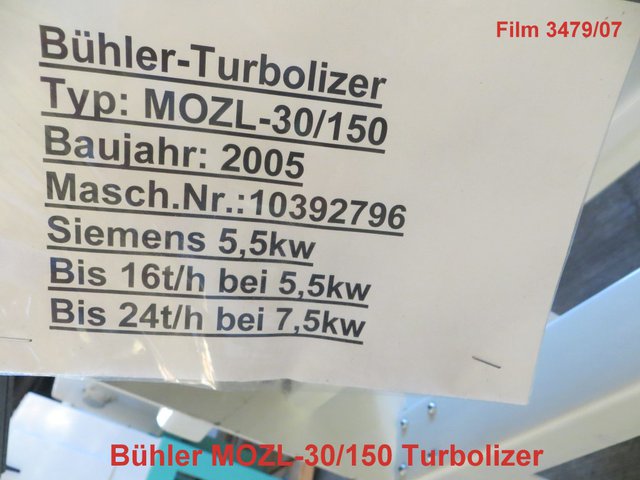 Film 3479/07
Bühler-Turbolizer
Typ: MOZL-30/150
Baujahr: 2005
Masch.Nr.:10392796
Siemens 5,5kw
Bis 16t/h bei 5,5kw
Bis 24t/h bei 7,5kw
Bühler MOZL-30/150 Turbolizer